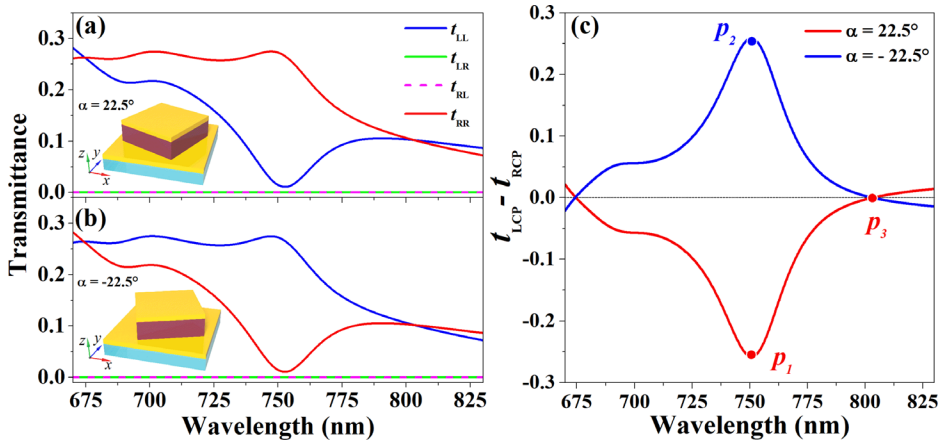 (a)
t_LL
t_LR
t_RL
t_RR
α = 22.5°
z
y
x
0.3
0.2
0.1
0.0
(b)
α = -22.5°
z
y
x
0.3
0.2
0.1
0.0
Transmittance
675 700 725 750 775 800 825
Wavelength (nm)
(c)
α = 22.5°
α = - 22.5°
p_2
p_3
p_1
0.3
0.2
0.1
0.0
-0.1
-0.2
-0.3
t_LCP - t_RCP
675 700 725 750 775 800 825
Wavelength (nm)